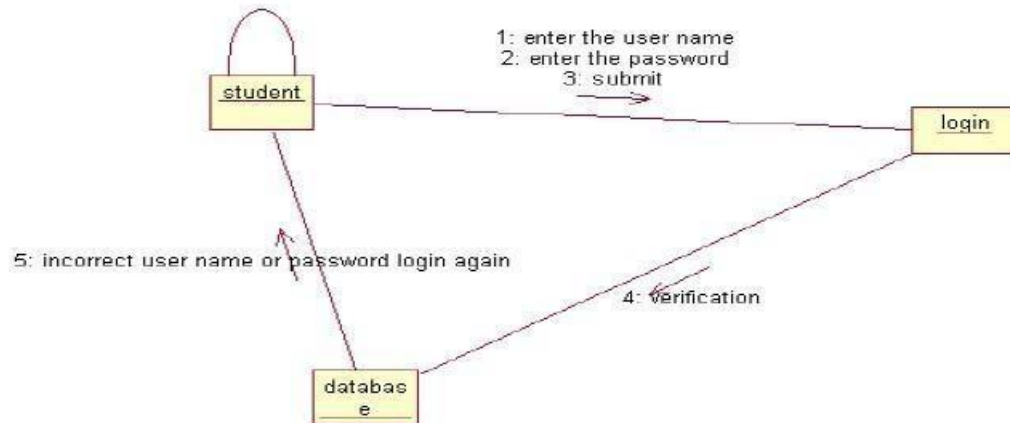 1: enter the user name
2: enter the password
3: submit
student
login
5: incorrect user name or password login again
4: verification
databas
e